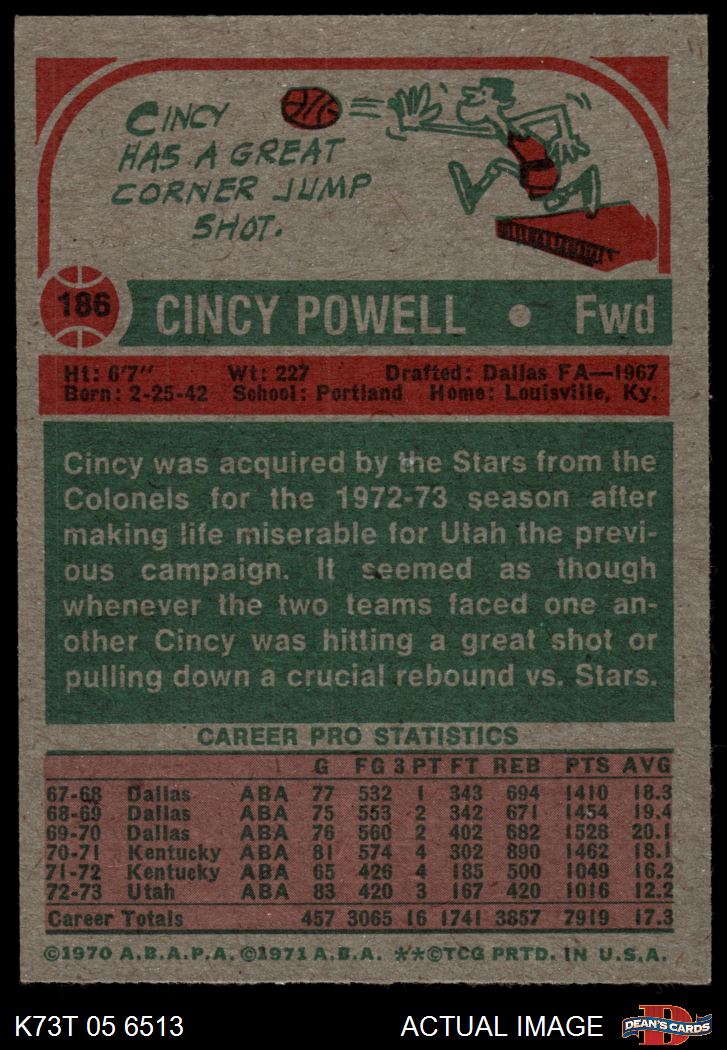 CINCY
HAS A GREAT
CORNER JUMP
SHOT.
186 CINCY POWELL • Fwd
Ht: 6'7" Wt: 227 Drafted: Dallas FA—1967
Born: 2-25-42 School: Portland Home: Louisville, Ky.
Cincy was acquired by the Stars from the
Colonels for the 1972-73 season after
making life miserable for Utah the previ-
ous campaign. It seemed as though
whenever the two teams faced one an-
other Cincy was hitting a great shot or
pulling down a crucial rebound vs. Stars.
CAREER PRO STATISTICS
G FG 3 PT FT REB PTS AVG
67-68 Dallas ABA 77 532 1 343 694 1410 18.3
68-69 Dallas ABA 75 553 2 342 671 1454 19.4
69-70 Dallas ABA 76 560 2 402 682 1528 20.1
70-71 Kentucky ABA 81 574 4 302 890 1462 18.1
71-72 Kentucky ABA 65 426 4 185 500 1049 16.2
72-73 Utah ABA 83 420 3 167 420 1016 12.2
Career Totals 457 3065 16 1741 3857 7919 17.3
©1970 A.B.A.P.A. ©1971 A.B.A. **©TCG PRTD. IN U.S.A.
K73T 05 6513 ACTUAL IMAGE DEAN'S CARDS